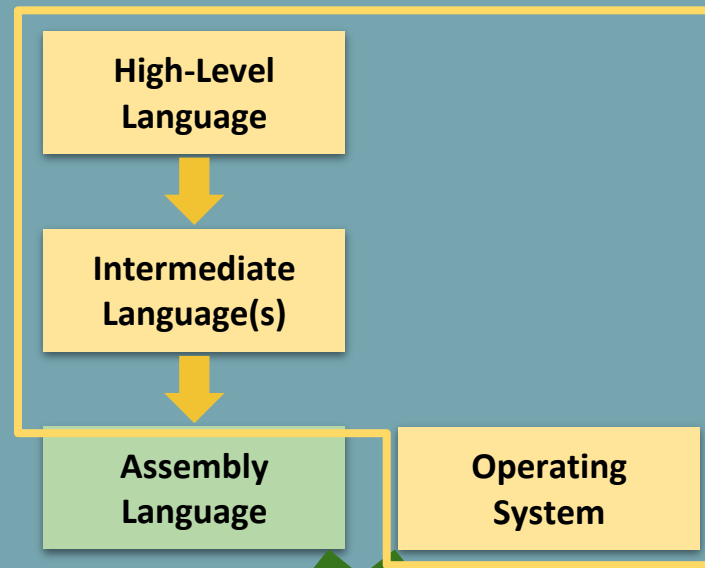 High-Level
Language
Intermediate
Language(s)
Assembly
Language
Operating
System